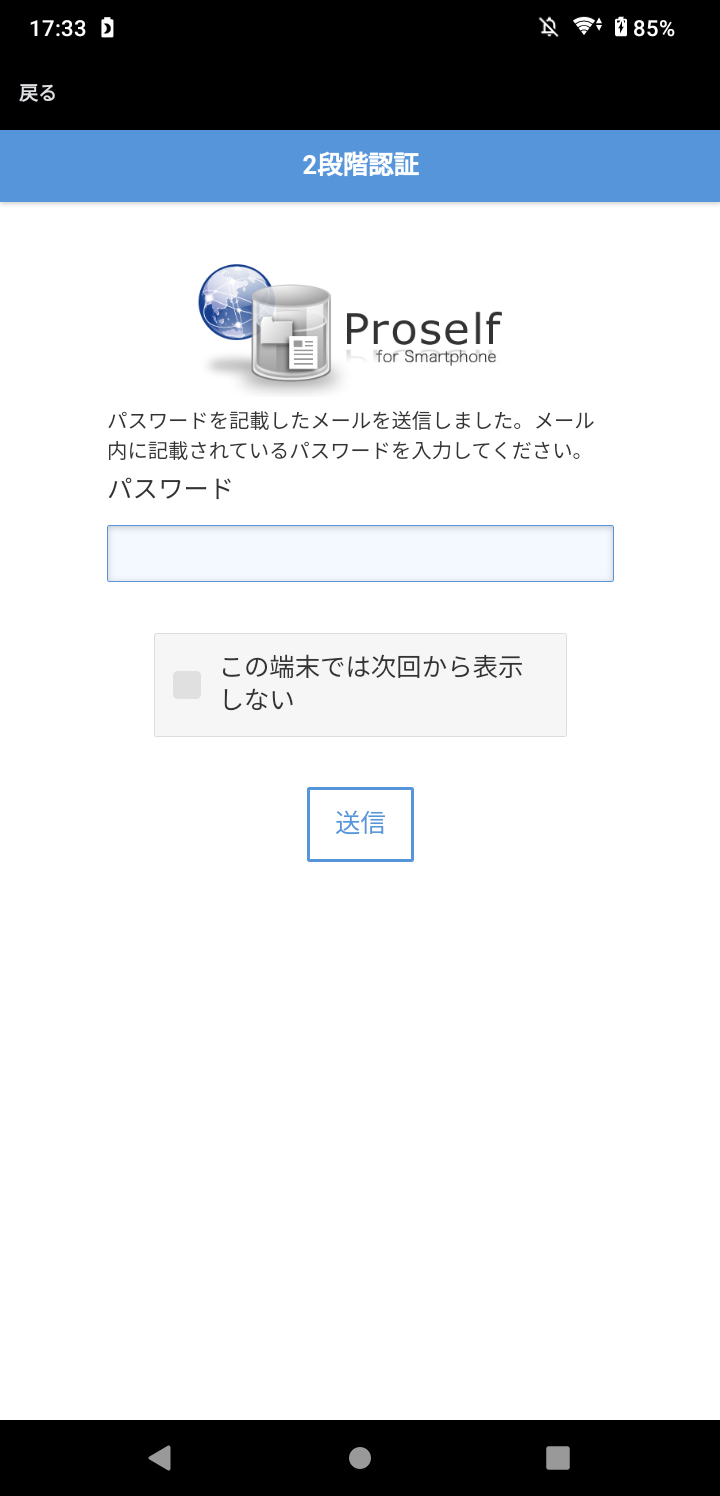 17:33
85%
戻る
2段階認証
Proself
for Smartphone
パスワードを記載したメールを送信しました。メール
内に記載されているパスワードを入力してください。
パスワード
この端末では次回から表示
しない
送信